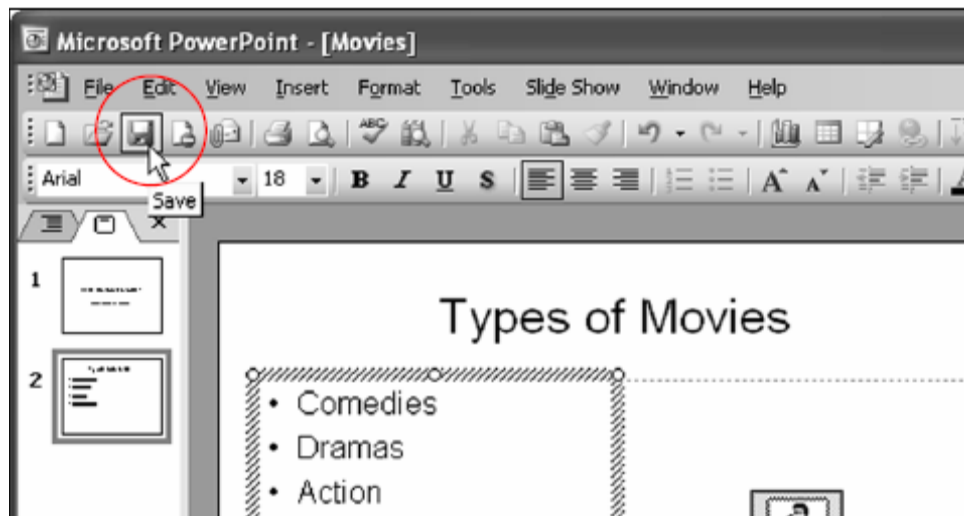 Microsoft PowerPoint - [Movies]
File Edit View Insert Format Tools Slide Show Window Help
ABC
Arial 18 B I U S A A A
Save
1
Types of Movies
2
• Comedies
• Dramas
• Action